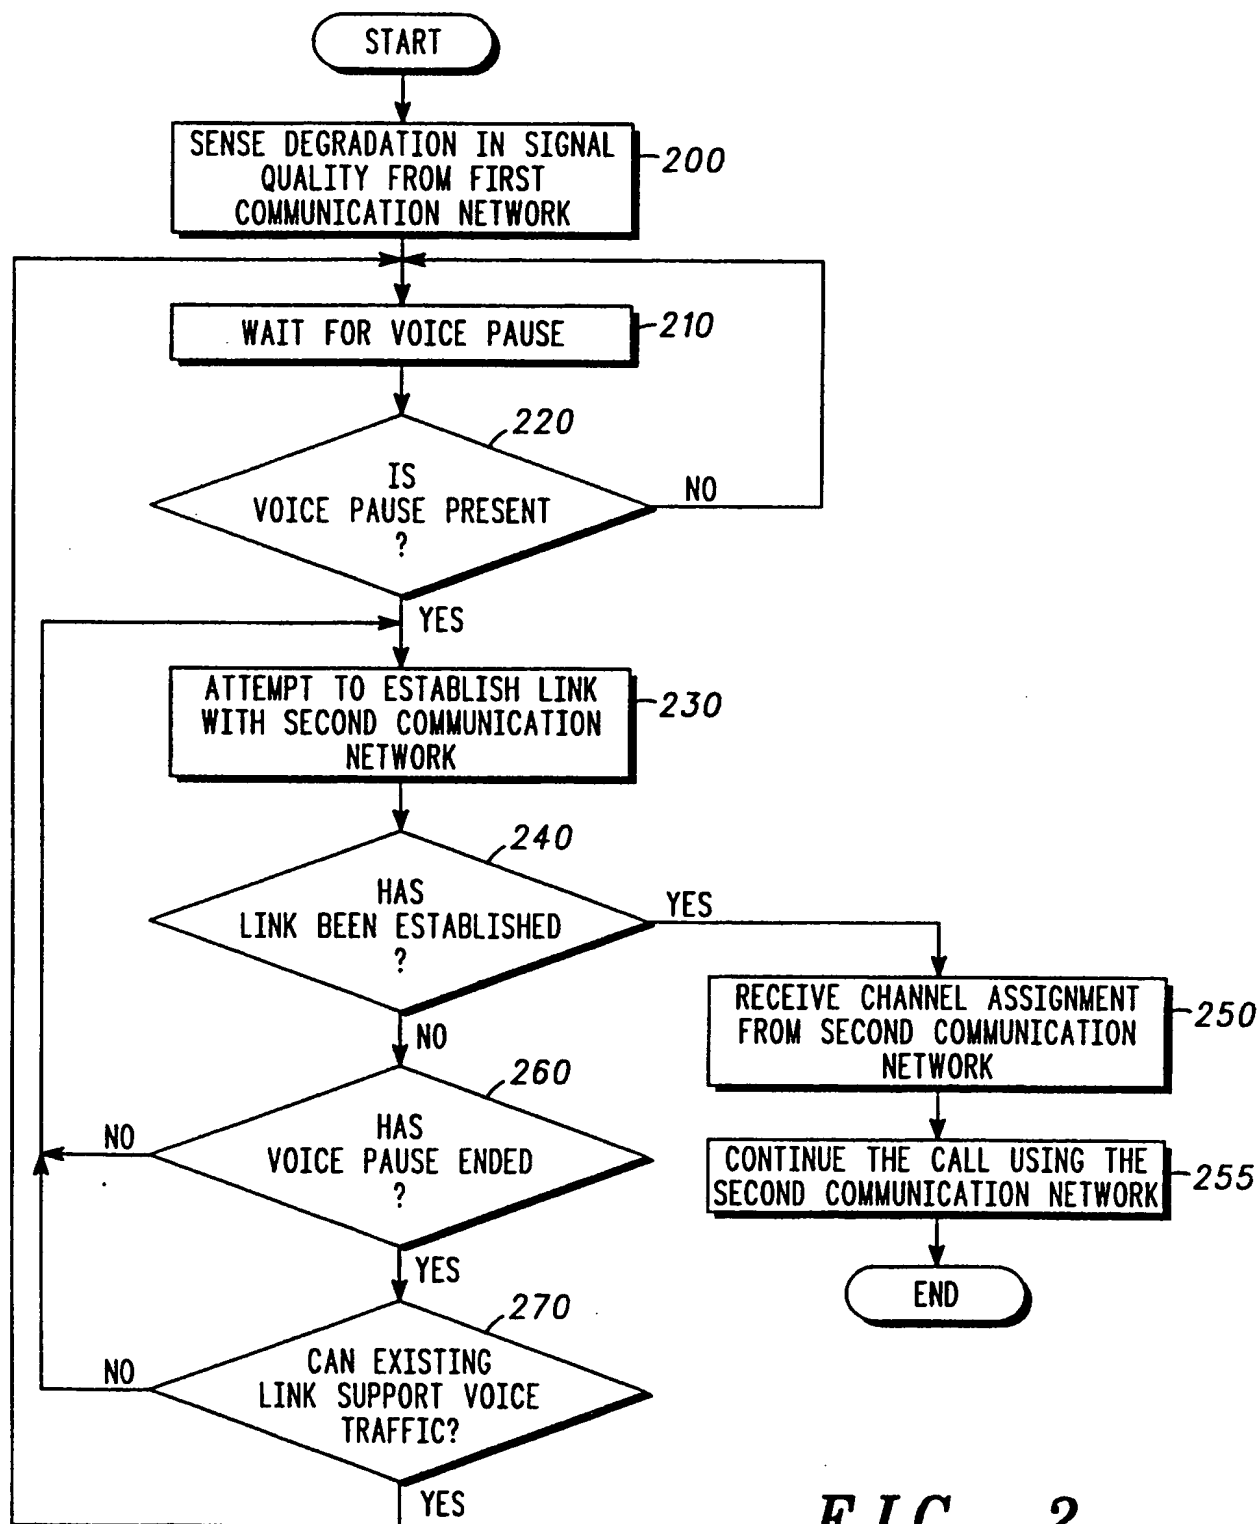 START
SENSE DEGRADATION IN SIGNAL
QUALITY FROM FIRST
COMMUNICATION NETWORK
200
WAIT FOR VOICE PAUSE
210
220
IS
VOICE PAUSE PRESENT
?
NO
YES
ATTEMPT TO ESTABLISH LINK
WITH SECOND COMMUNICATION
NETWORK
230
240
HAS
LINK BEEN ESTABLISHED
?
YES
NO
RECEIVE CHANNEL ASSIGNMENT
FROM SECOND COMMUNICATION
NETWORK
250
260
HAS
VOICE PAUSE ENDED
?
NO
YES
CONTINUE THE CALL USING THE
SECOND COMMUNICATION NETWORK
255
END
270
CAN EXISTING
LINK SUPPORT VOICE
TRAFFIC?
NO
YES
FIG. 2